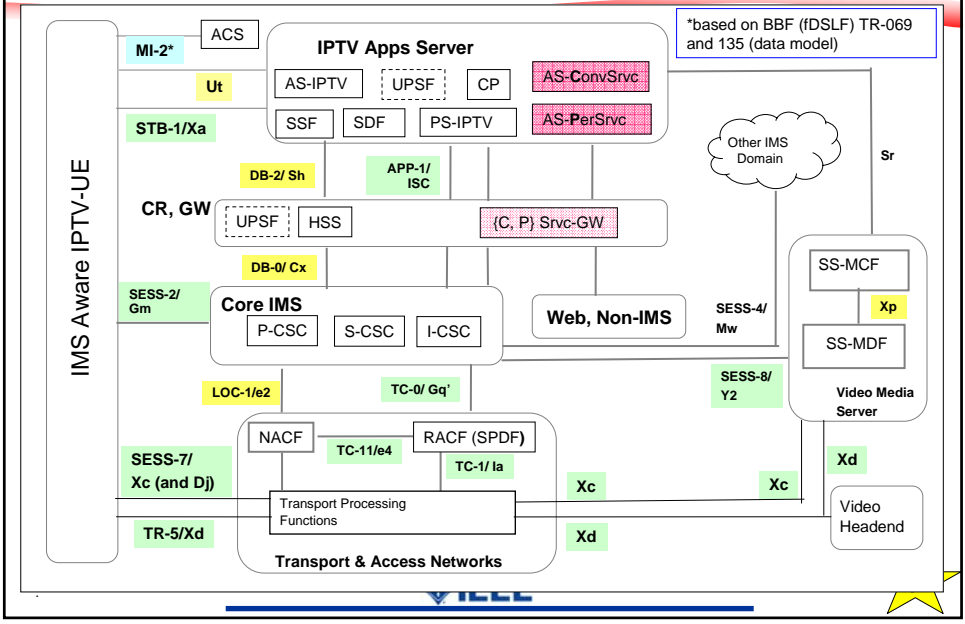 *based on BBF (fDSLF) TR-069
and 135 (data model)
ACS
MI-2*
IPTV Apps Server
AS-IPTV
UPSF
CP
AS-ConvSrvc
Ut
SSF
SDF
PS-IPTV
AS-PerSrvc
STB-1/Xa
Other IMS
Domain
Sr
DB-2/ Sh
APP-1/
ISC
IMS Aware IPTV-UE
CR, GW
UPSF
HSS
{C, P} Srvc-GW
DB-0/ Cx
SS-MCF
SESS-2/
Gm
Core IMS
Web, Non-IMS
SESS-4/
Mw
Xp
P-CSC
S-CSC
I-CSC
SS-MDF
LOC-1/e2
TC-0/ Gq’
SESS-8/
Y2
Video Media
Server
NACF
RACF (SPDF)
TC-11/e4
TC-1/ Ia
SESS-7/
Xc (and Dj)
Xc
Xc
Xd
Transport Processing
Functions
Video
Headend
TR-5/Xd
Xd
Transport & Access Networks
IEEE